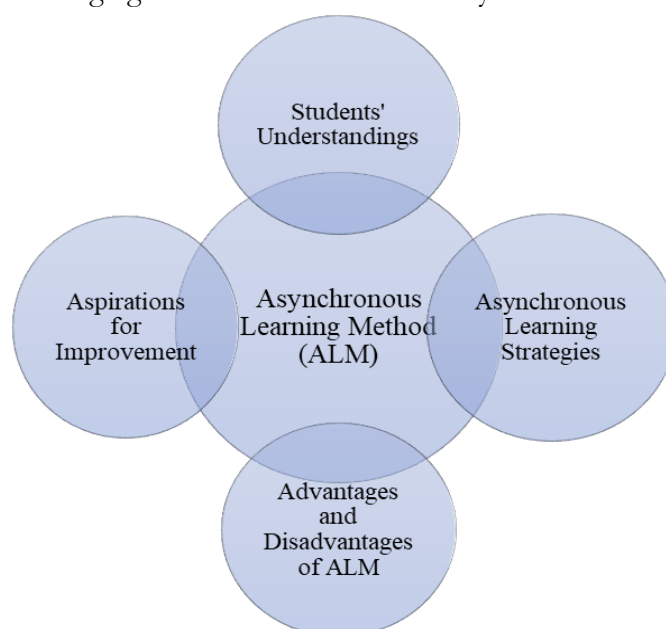 Students'
Understandings
Aspirations
for
Improvement
Asynchronous
Learning Method
(ALM)
Asynchronous
Learning
Strategies
Advantages
and
Disadvantages
of ALM